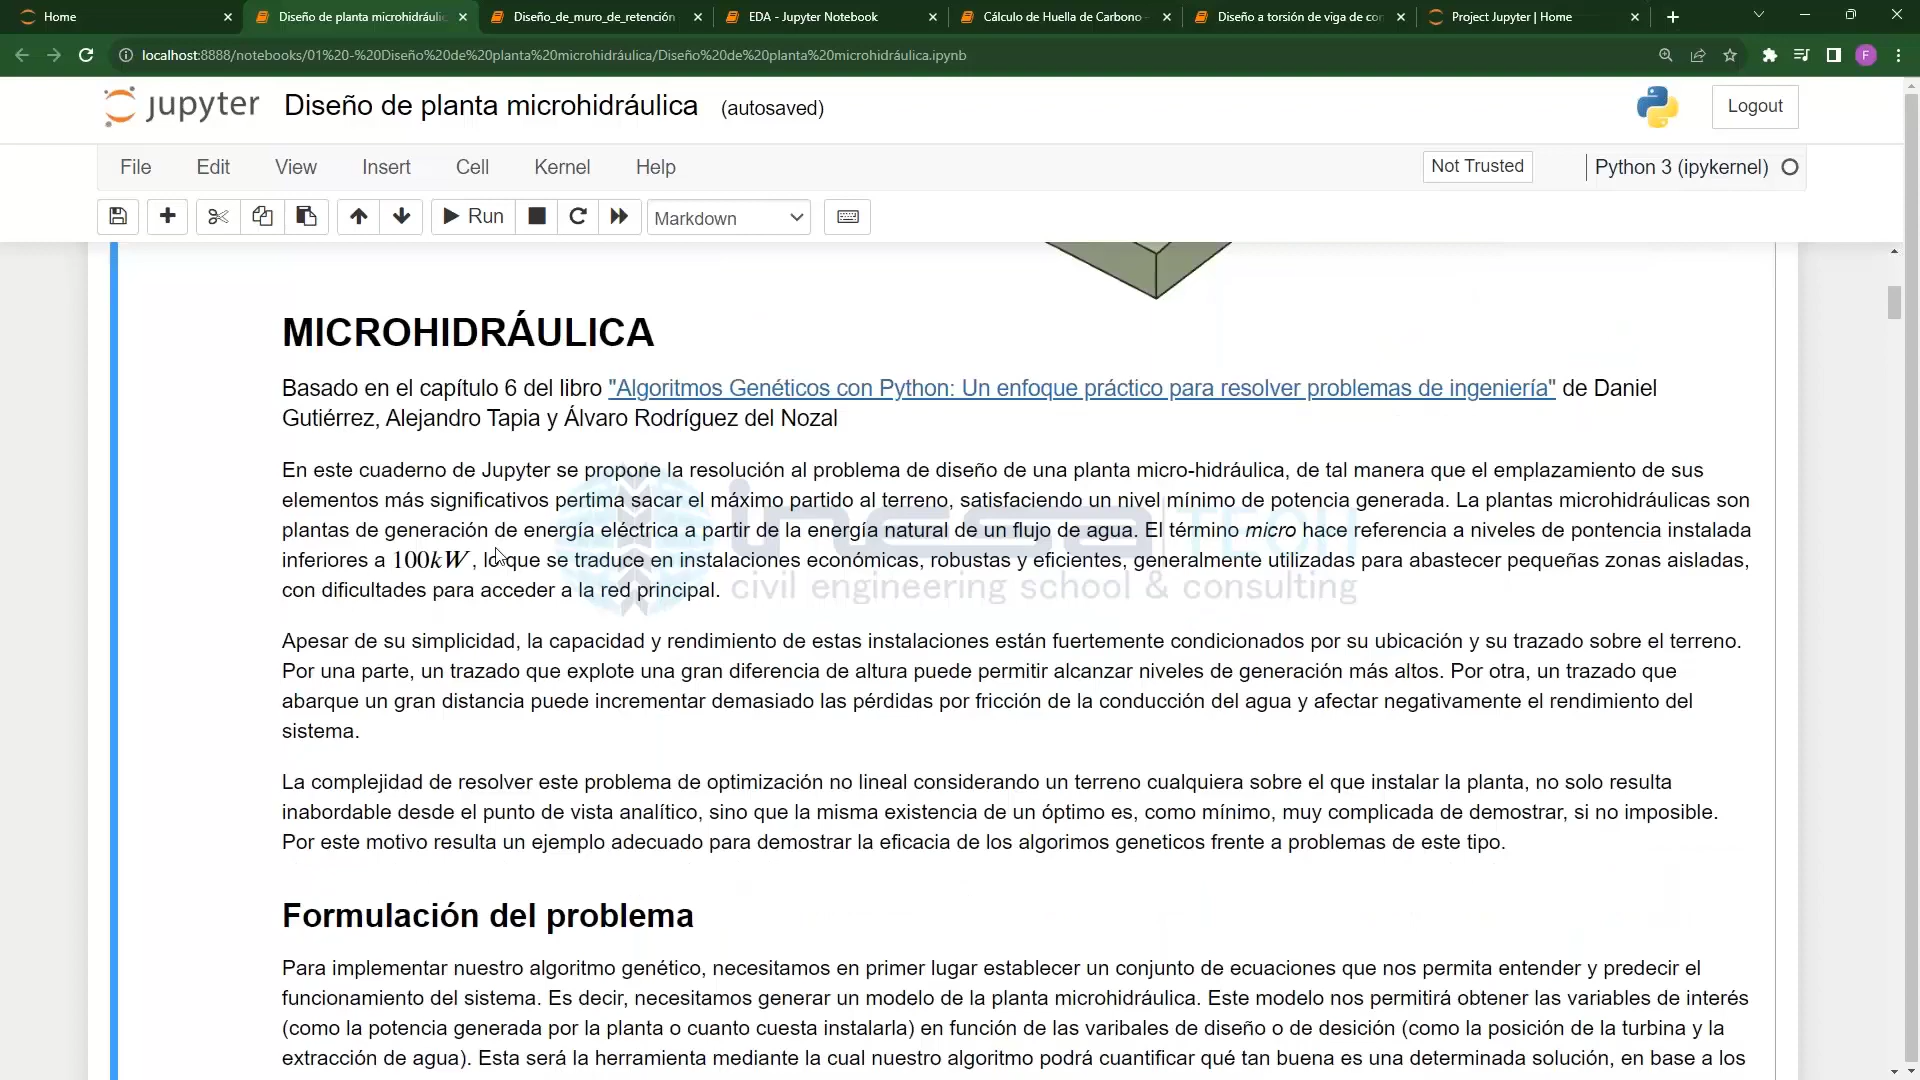 Home
Diseño de planta microhidráulic
Diseño_de_muro_de_retención
EDA - Jupyter Notebook
Cálculo de Huella de Carbono -
Diseño a torsión de viga de con
Project Jupyter | Home
localhost:8888/notebooks/01%20-%20Diseño%20de%20planta%20microhidráulica/Diseño%20de%20planta%20microhidráulica.ipynb
F
jupyter Diseño de planta microhidráulica (autosaved)
Logout
File Edit View Insert Cell Kernel Help
Not Trusted
Python 3 (ipykernel)
Run
Markdown
MICROHIDRÁULICA
Basado en el capítulo 6 del libro "Algoritmos Genéticos con Python: Un enfoque práctico para resolver problemas de ingeniería" de Daniel
Gutiérrez, Alejandro Tapia y Álvaro Rodríguez del Nozal
En este cuaderno de Jupyter se propone la resolución al problema de diseño de una planta micro-hidráulica, de tal manera que el emplazamiento de sus
elementos más significativos pertima sacar el máximo partido al terreno, satisfaciendo un nivel mínimo de potencia generada. La plantas microhidráulicas son
plantas de generación de energía eléctrica a partir de la energía natural de un flujo de agua. El término micro hace referencia a niveles de pontencia instalada
inferiores a 100kW, lo que se traduce en instalaciones económicas, robustas y eficientes, generalmente utilizadas para abastecer pequeñas zonas aisladas,
con dificultades para acceder a la red principal.
inesa TECH
civil engineering school & consulting
Apesar de su simplicidad, la capacidad y rendimiento de estas instalaciones están fuertemente condicionados por su ubicación y su trazado sobre el terreno.
Por una parte, un trazado que explote una gran diferencia de altura puede permitir alcanzar niveles de generación más altos. Por otra, un trazado que
abarque un gran distancia puede incrementar demasiado las pérdidas por fricción de la conducción del agua y afectar negativamente el rendimiento del
sistema.
La complejidad de resolver este problema de optimización no lineal considerando un terreno cualquiera sobre el que instalar la planta, no solo resulta
inabordable desde el punto de vista analítico, sino que la misma existencia de un óptimo es, como mínimo, muy complicada de demostrar, si no imposible.
Por este motivo resulta un ejemplo adecuado para demostrar la eficacia de los algorimos geneticos frente a problemas de este tipo.
Formulación del problema
Para implementar nuestro algoritmo genético, necesitamos en primer lugar establecer un conjunto de ecuaciones que nos permita entender y predecir el
funcionamiento del sistema. Es decir, necesitamos generar un modelo de la planta microhidráulica. Este modelo nos permitirá obtener las variables de interés
(como la potencia generada por la planta o cuanto cuesta instalarla) en función de las varibales de diseño o de desición (como la posición de la turbina y la
extracción de agua). Esta será la herramienta mediante la cual nuestro algoritmo podrá cuantificar qué tan buena es una determinada solución, en base a los